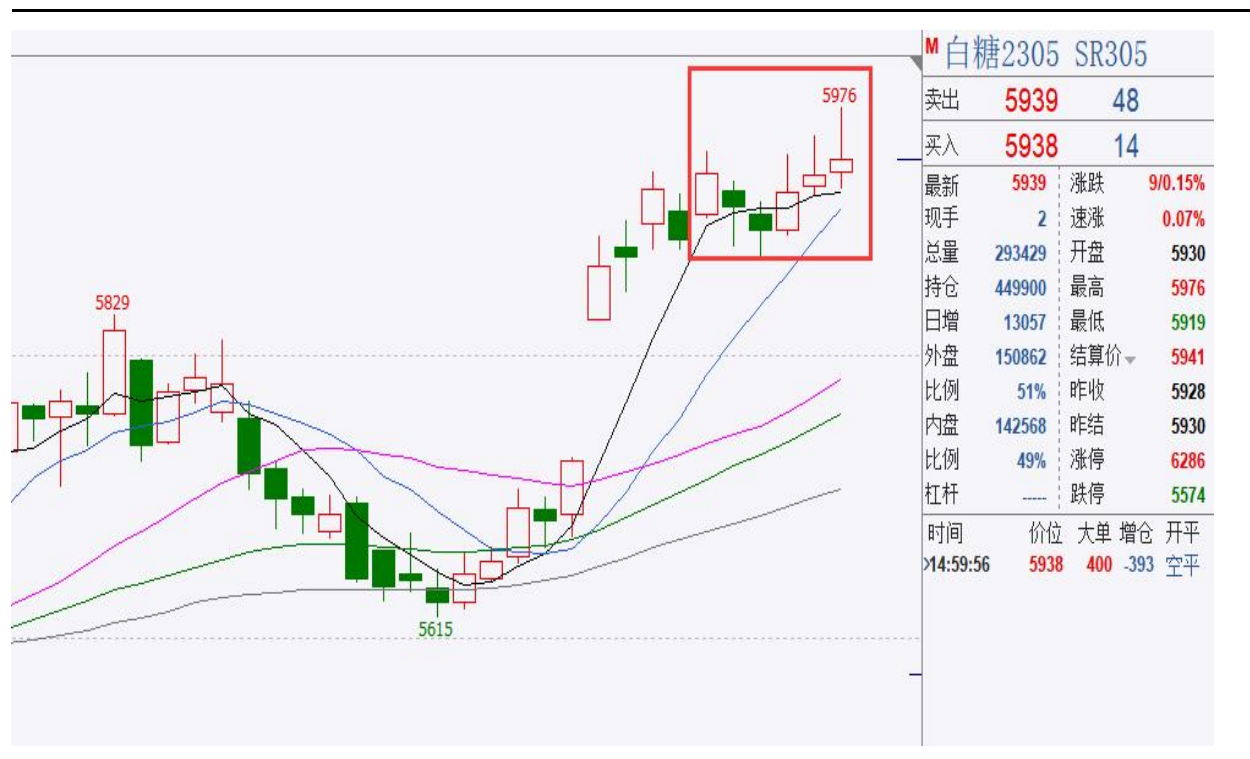 5976
5829
5615
M 白糖2305 SR305
卖出 5939 48
买入 5938 14
最新 5939 涨跌 9/0.15%
现手 2 速涨 0.07%
总量 293429 开盘 5930
持仓 449900 最高 5976
日增 13057 最低 5919
外盘 150862 结算价 5941
比例 51% 昨收 5928
内盘 142568 昨结 5930
比例 49% 涨停 6286
杠杆 ----- 跌停 5574
时间 价位 大单 增仓 开平
›14:59:56 5938 400 -393 空平